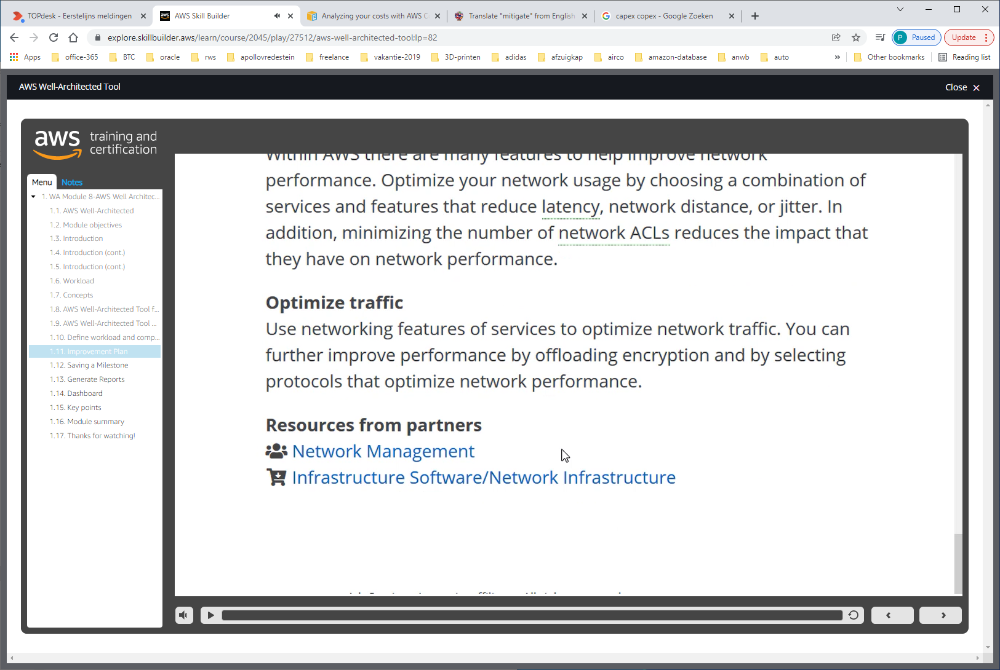 TOPdesk - Eerstelijns meldingen
AWS Skill Builder
Analyzing your costs with AWS C
Translate "mitigate" from English
capex copex - Google Zoeken
explore.skillbuilder.aws/learn/course/2045/play/27512/aws-well-architected-tool;lp=82
P Paused
Update
Apps office-365 BTC oracle rws apollovredestein freelance vakantie-2019 3D-printen adidas afzuigkap airco amazon-database anwb auto » Other bookmarks Reading list
AWS Well-Architected Tool
Close
aws training and certification
Menu Notes
1. WA Module 8-AWS Well Architec...
1.1. AWS Well-Architected
1.2. Module objectives
1.3. Introduction
1.4. Introduction (cont.)
1.5. Introduction (cont.)
1.6. Workload
1.7. Concepts
1.8. AWS Well-Architected Tool f...
1.9. AWS Well-Architected Tool ...
1.10. Define workload and comp...
1.11. Improvement Plan
1.12. Saving a Milestone
1.13. Generate Reports
1.14. Dashboard
1.15. Key points
1.16. Module summary
1.17. Thanks for watching!
Within AWS there are many features to help improve network
performance. Optimize your network usage by choosing a combination of
services and features that reduce latency, network distance, or jitter. In
addition, minimizing the number of network ACLs reduces the impact that
they have on network performance.
Optimize traffic
Use networking features of services to optimize network traffic. You can
further improve performance by offloading encryption and by selecting
protocols that optimize network performance.
Resources from partners
Network Management
Infrastructure Software/Network Infrastructure